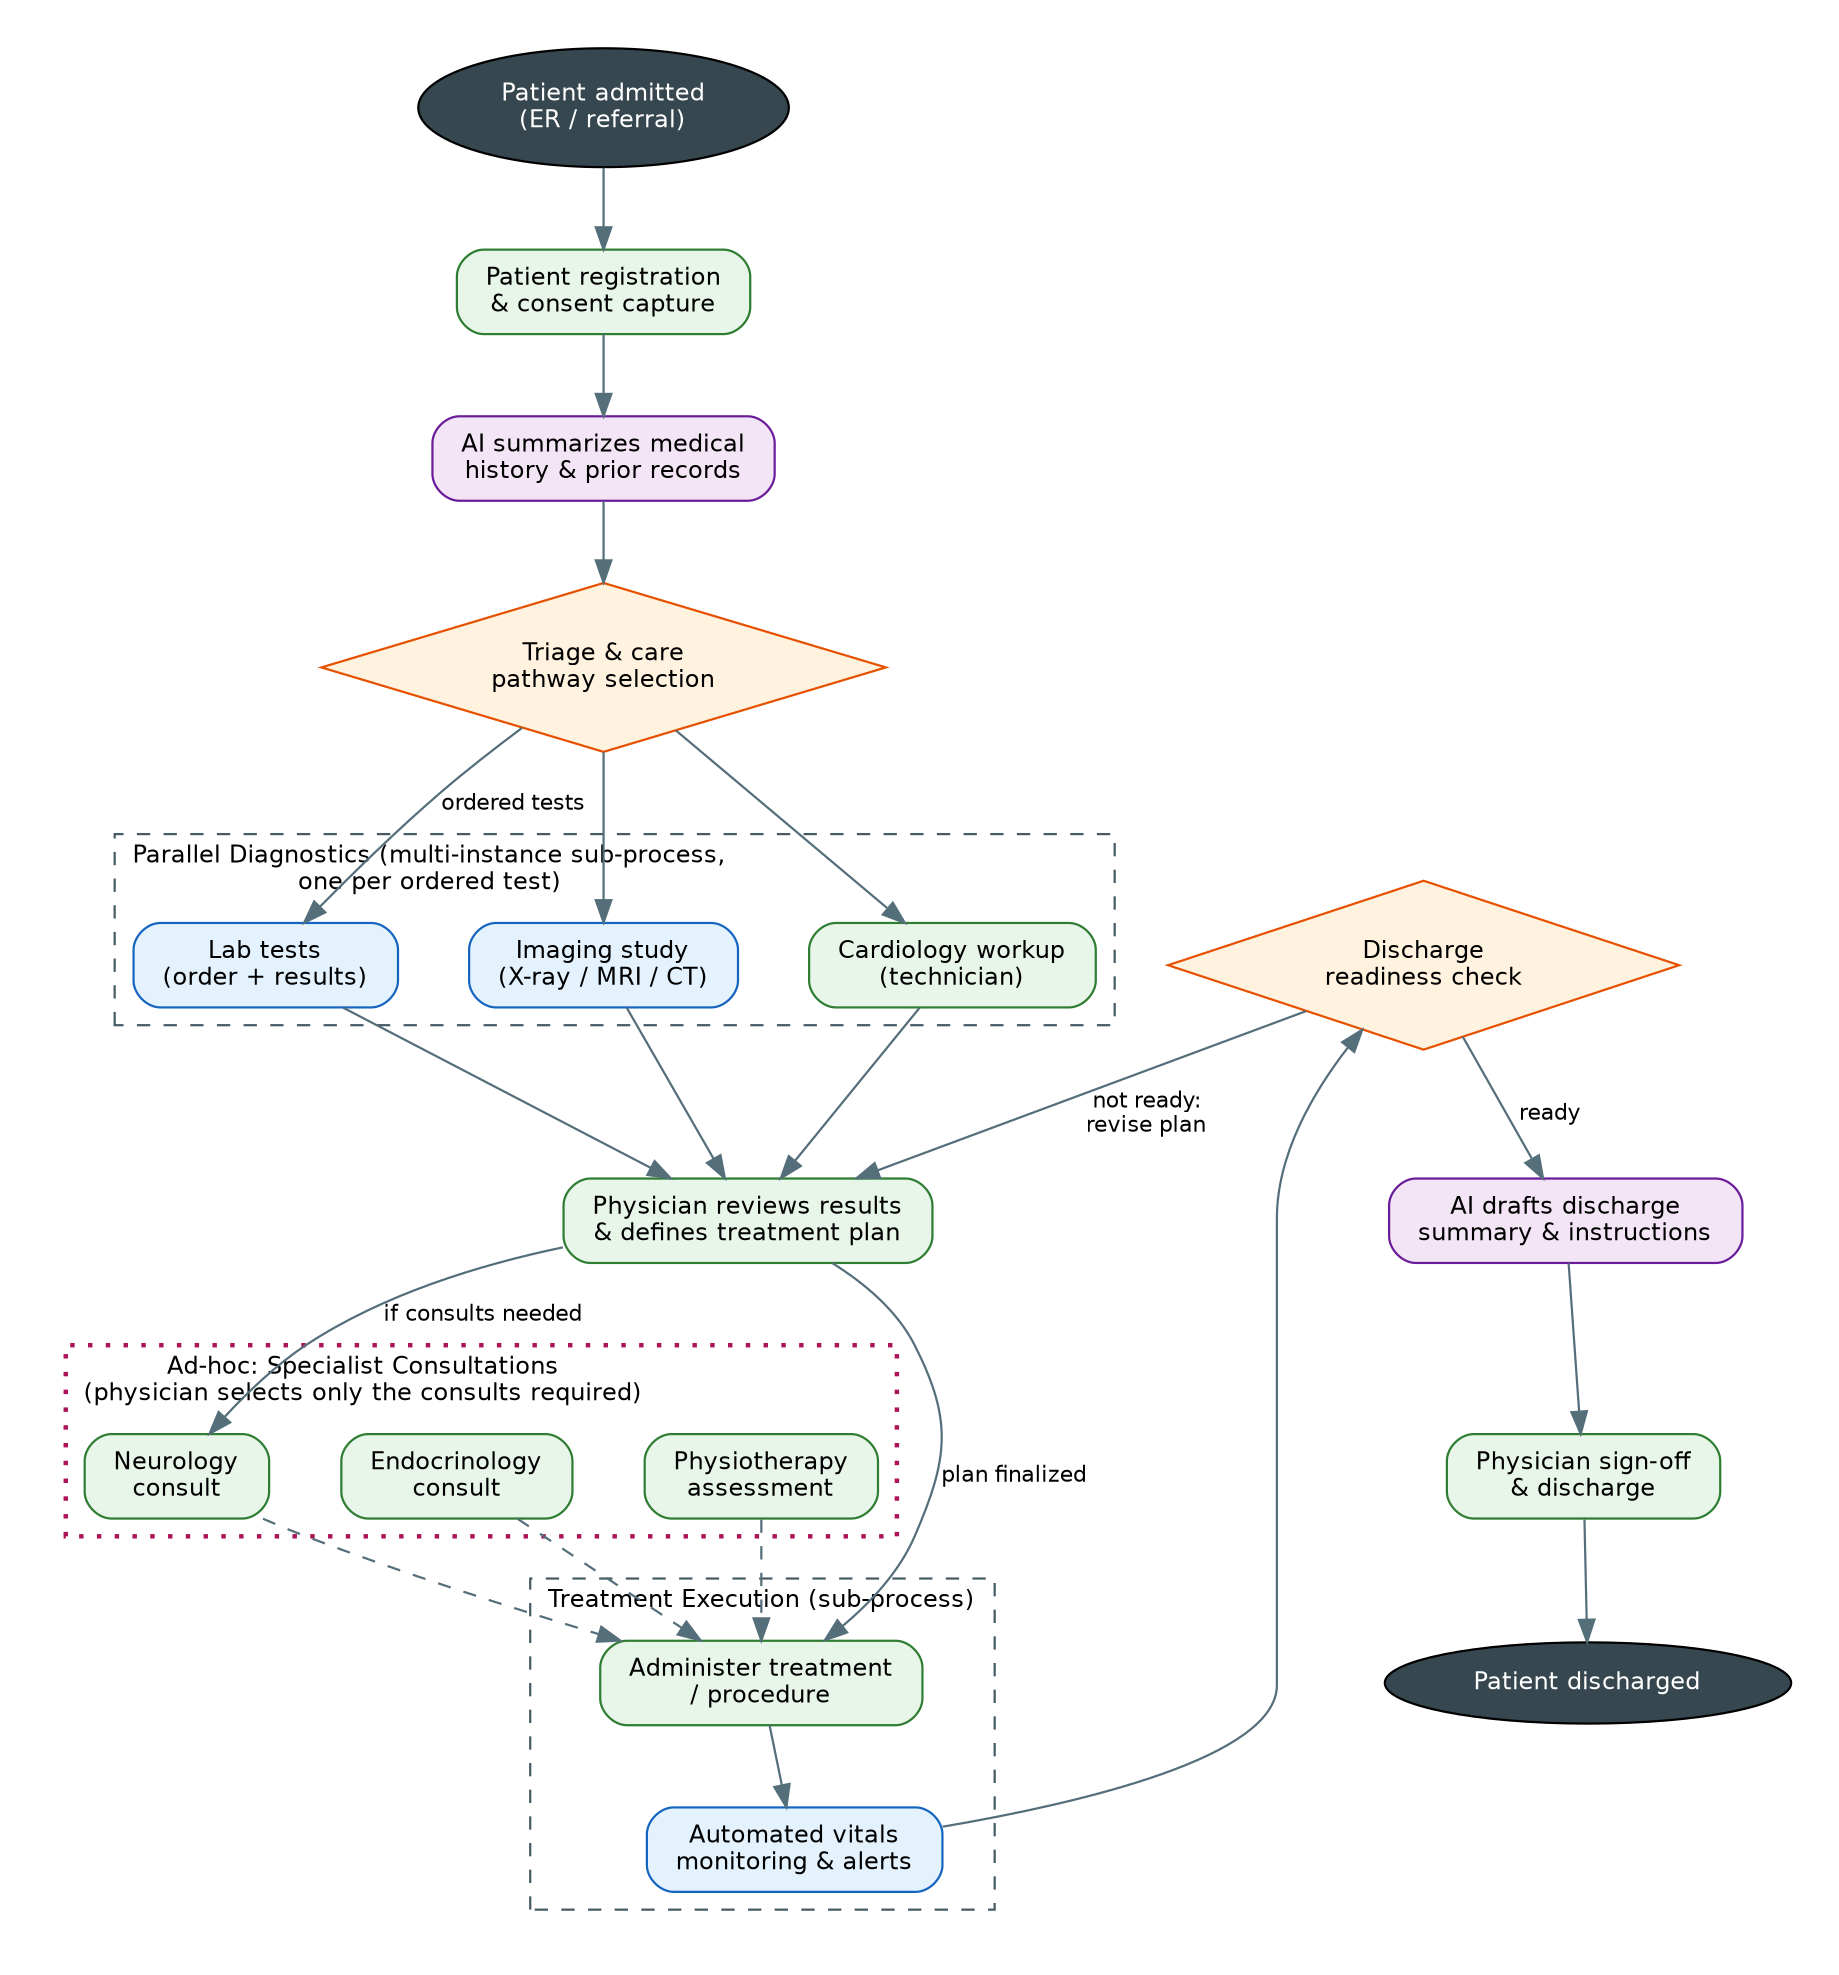 Patient admitted
(ER / referral)
Patient registration
& consent capture
AI summarizes medical
history & prior records
Triage & care
pathway selection
ordered tests
Parallel Diagnostics (multi-instance sub-process,
one per ordered test)
Lab tests
(order + results)
Imaging study
(X-ray / MRI / CT)
Cardiology workup
(technician)
Discharge
readiness check
not ready:
revise plan
ready
Physician reviews results
& defines treatment plan
AI drafts discharge
summary & instructions
if consults needed
Ad-hoc: Specialist Consultations
(physician selects only the consults required)
Neurology
consult
Endocrinology
consult
Physiotherapy
assessment
plan finalized
Physician sign-off
& discharge
Treatment Execution (sub-process)
Administer treatment
/ procedure
Patient discharged
Automated vitals
monitoring & alerts